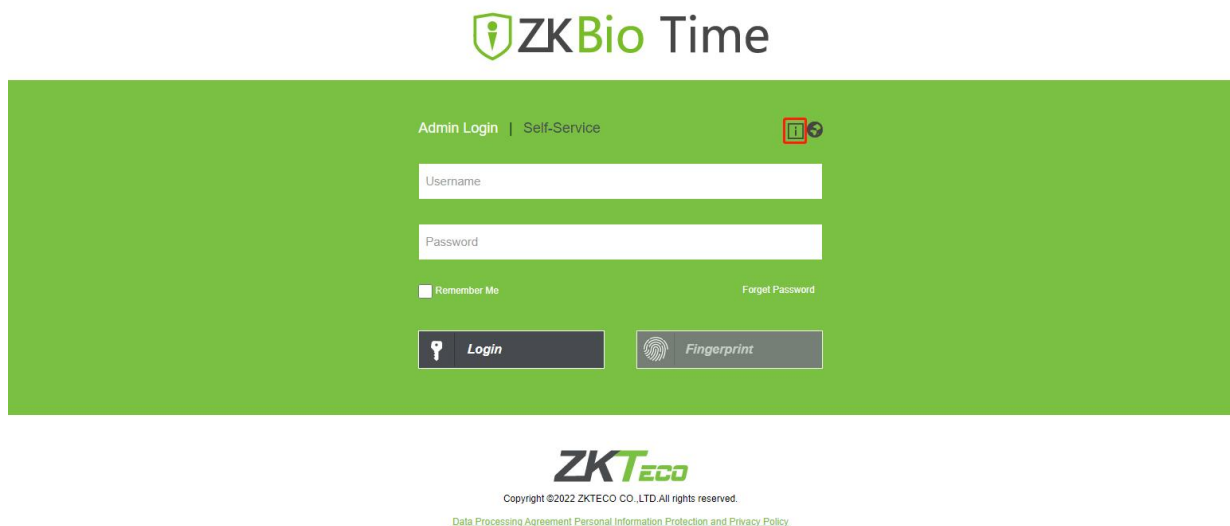 ZKBio Time
Admin Login | Self-Service
Username
Password
Remember Me
Forget Password
Login
Fingerprint
ZKTECO
Copyright ©2022 ZKTECO CO.,LTD.All rights reserved.
Data Processing Agreement Personal Information Protection and Privacy Policy